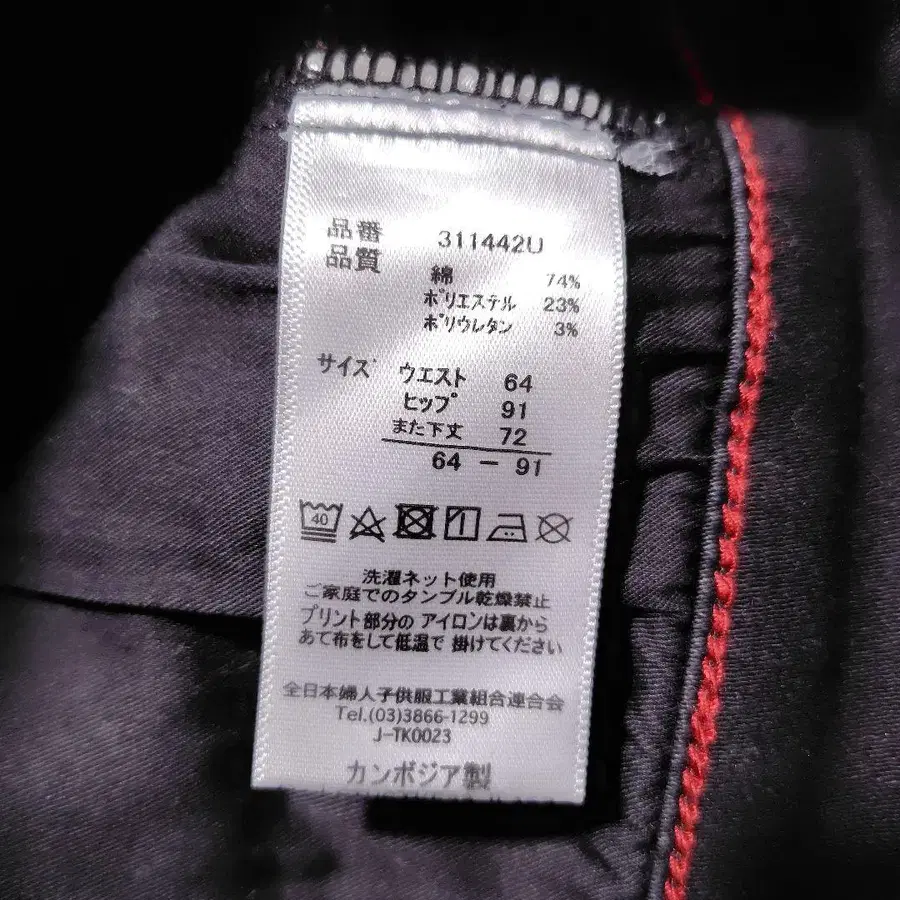 品番 311442U
品質
綿 74%
ポリエステル 23%
ポリウレタン 3%
サイズ ウエスト 64
ヒップ 91
また下丈 72
64 － 91
40
洗濯ネット使用
ご家庭でのタンブル乾燥禁止
プリント部分の アイロンは裏から
あて布をして低温で 掛けてください
全日本婦人子供服工業組合連合会
Tel.(03)3866-1299
J-TK0023
カンボジア製